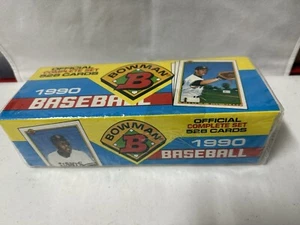 OFFICIAL
COMPLETE SET
528 CARDS
BOWMAN
B
1990
BASEBALL
BOWMAN
B
OFFICIAL
COMPLETE SET
528 CARDS
1990
BASEBALL